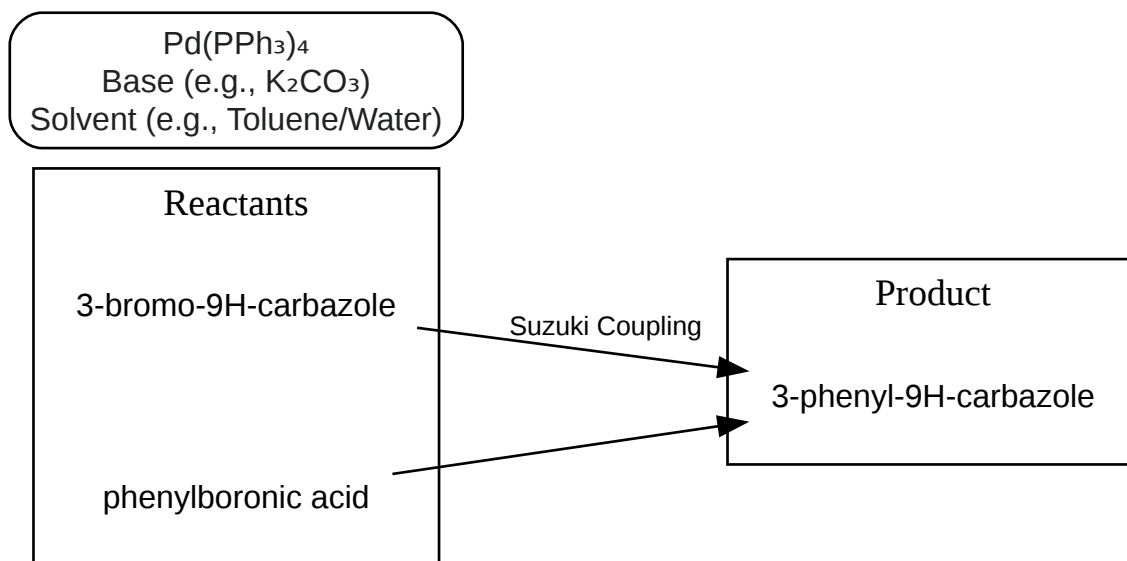 Pd(PPh₃)₄
Base (e.g., K₂CO₃)
Solvent (e.g., Toluene/Water)
Reactants
3-bromo-9H-carbazole
phenylboronic acid
Suzuki Coupling
Product
3-phenyl-9H-carbazole